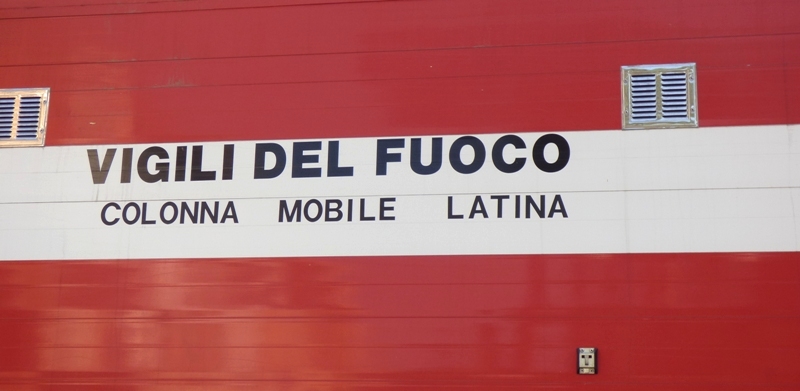 VIGILI DEL FUOCO
COLONNA MOBILE LATINA